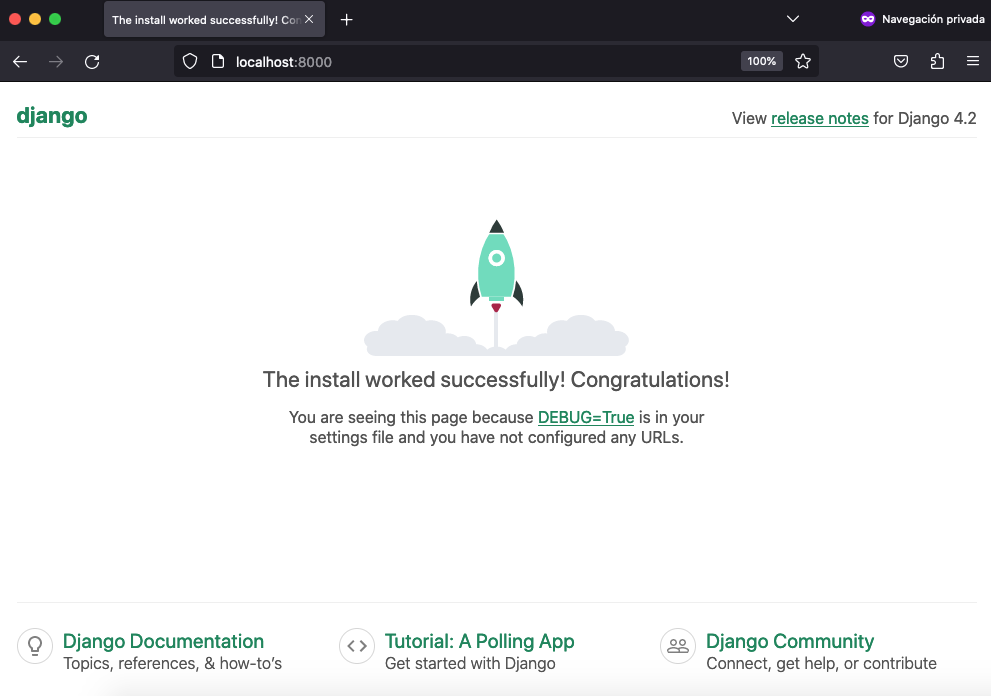 The install worked successfully! Con
Navegación privada
localhost:8000
100%
django
View release notes for Django 4.2
The install worked successfully! Congratulations!
You are seeing this page because DEBUG=True is in your
settings file and you have not configured any URLs.
Django Documentation
Topics, references, & how-to’s
Tutorial: A Polling App
Get started with Django
Django Community
Connect, get help, or contribute